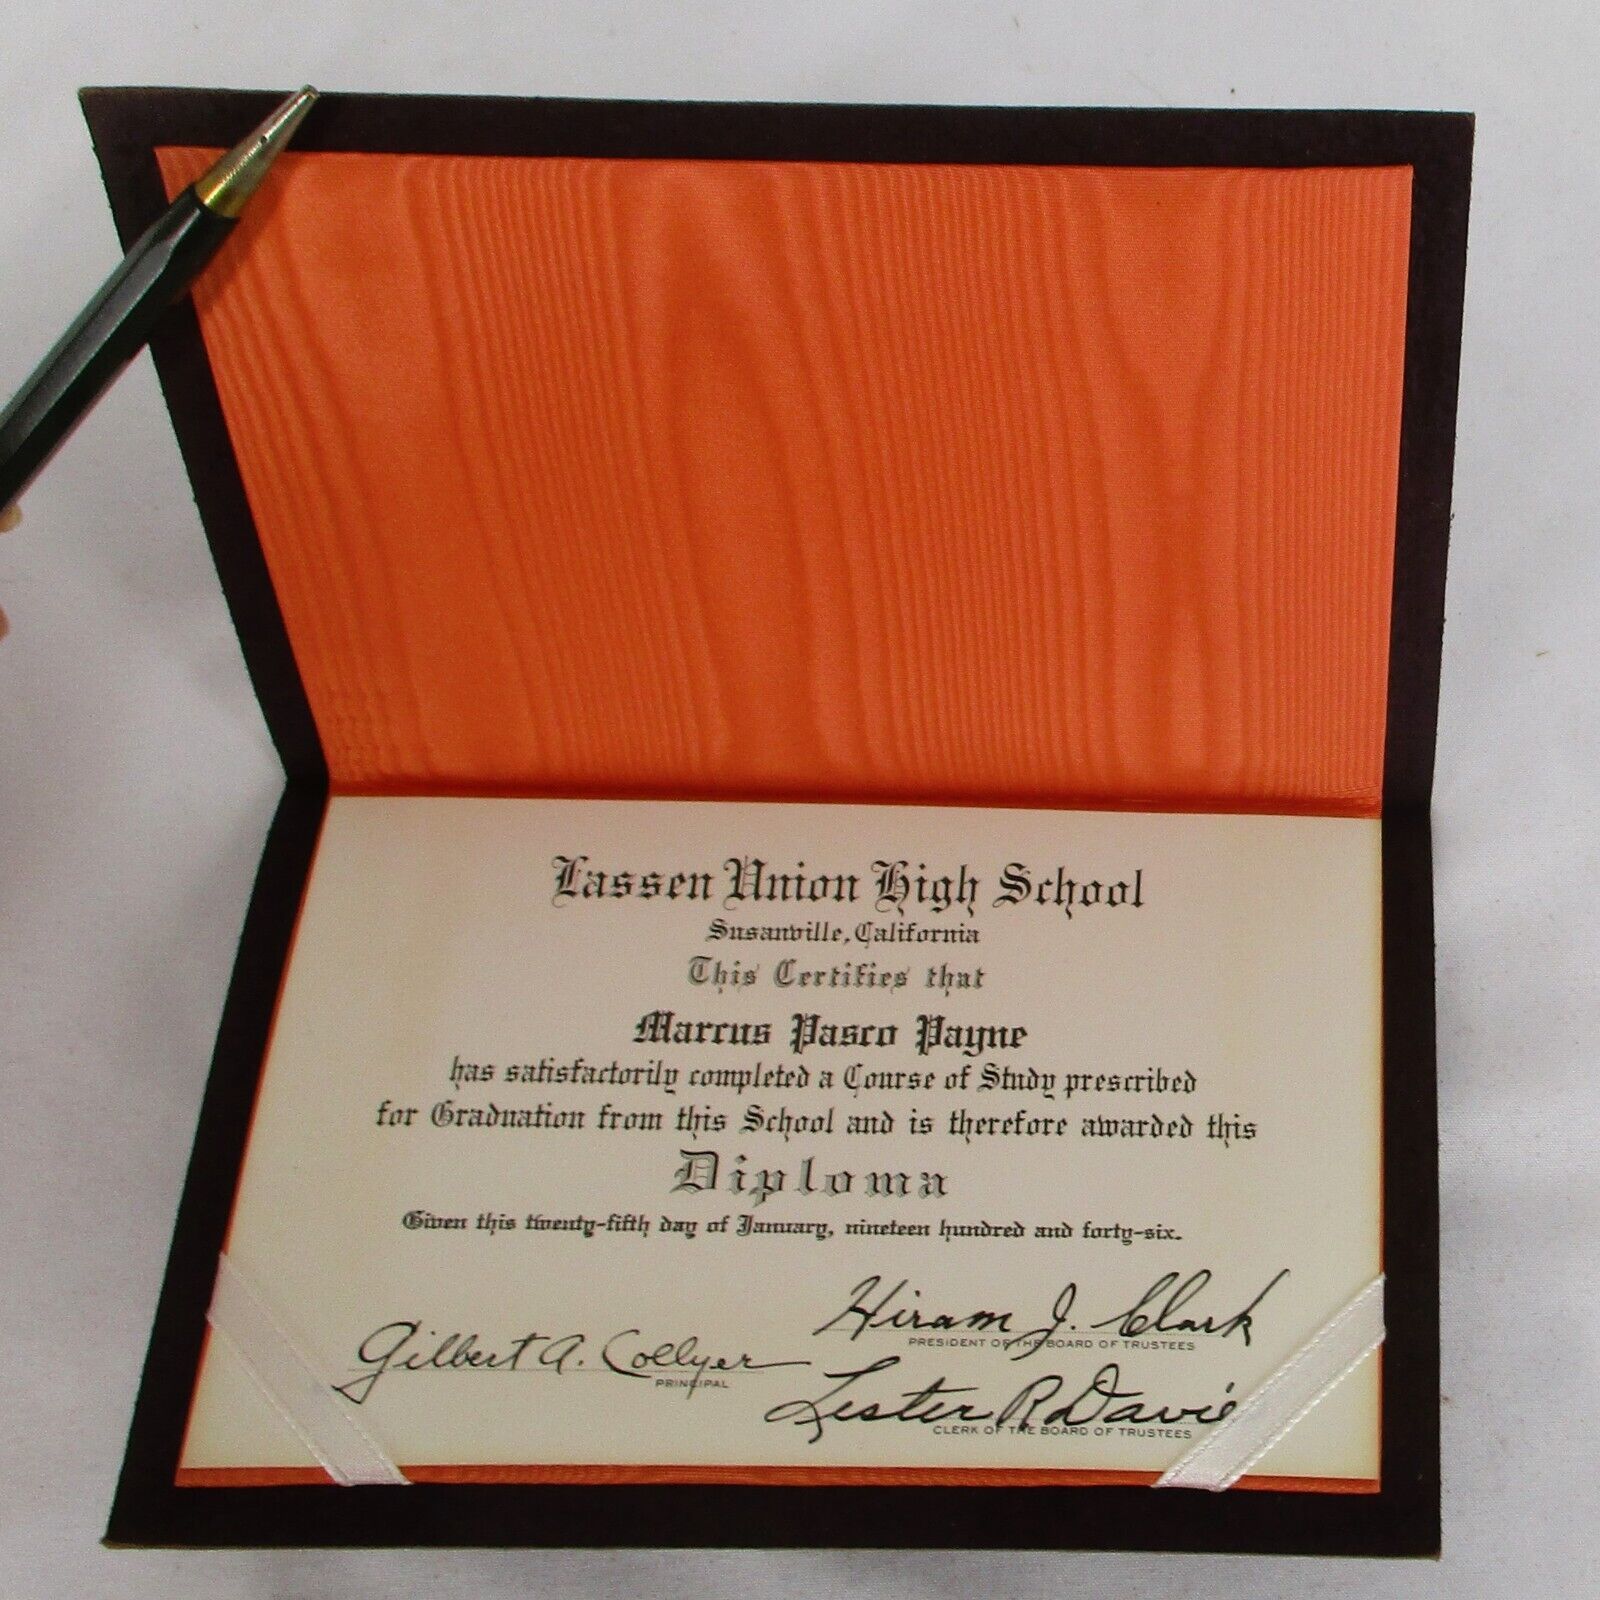 Lassen Union High School
Susanville, California
This Certifies that
Marcus Pasco Payne
has satisfactorily completed a Course of Study prescribed
for Graduation from this School and is therefore awarded this
Diploma
Given this twenty-fifth day of January, nineteen hundred and forty-six.
Hiram J. Clark
PRESIDENT OF THE BOARD OF TRUSTEES
Gilbert A. Collyer
PRINCIPAL
Lester R. Davie
CLERK OF THE BOARD OF TRUSTEES